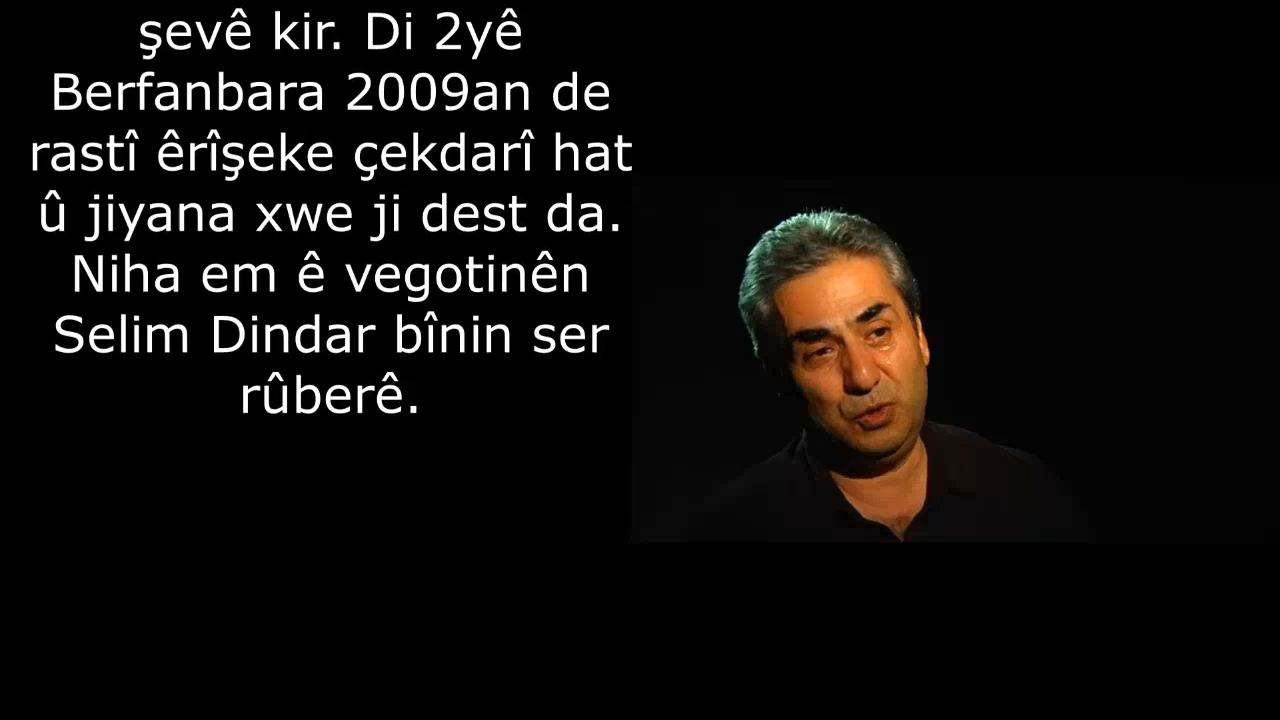 şevê kir. Di 2yê
Berfanbara 2009an de
rastî êrîşeke çekdarî hat
û jiyana xwe ji dest da.
Niha em ê vegotinên
Selim Dindar bînin ser
rûberê.